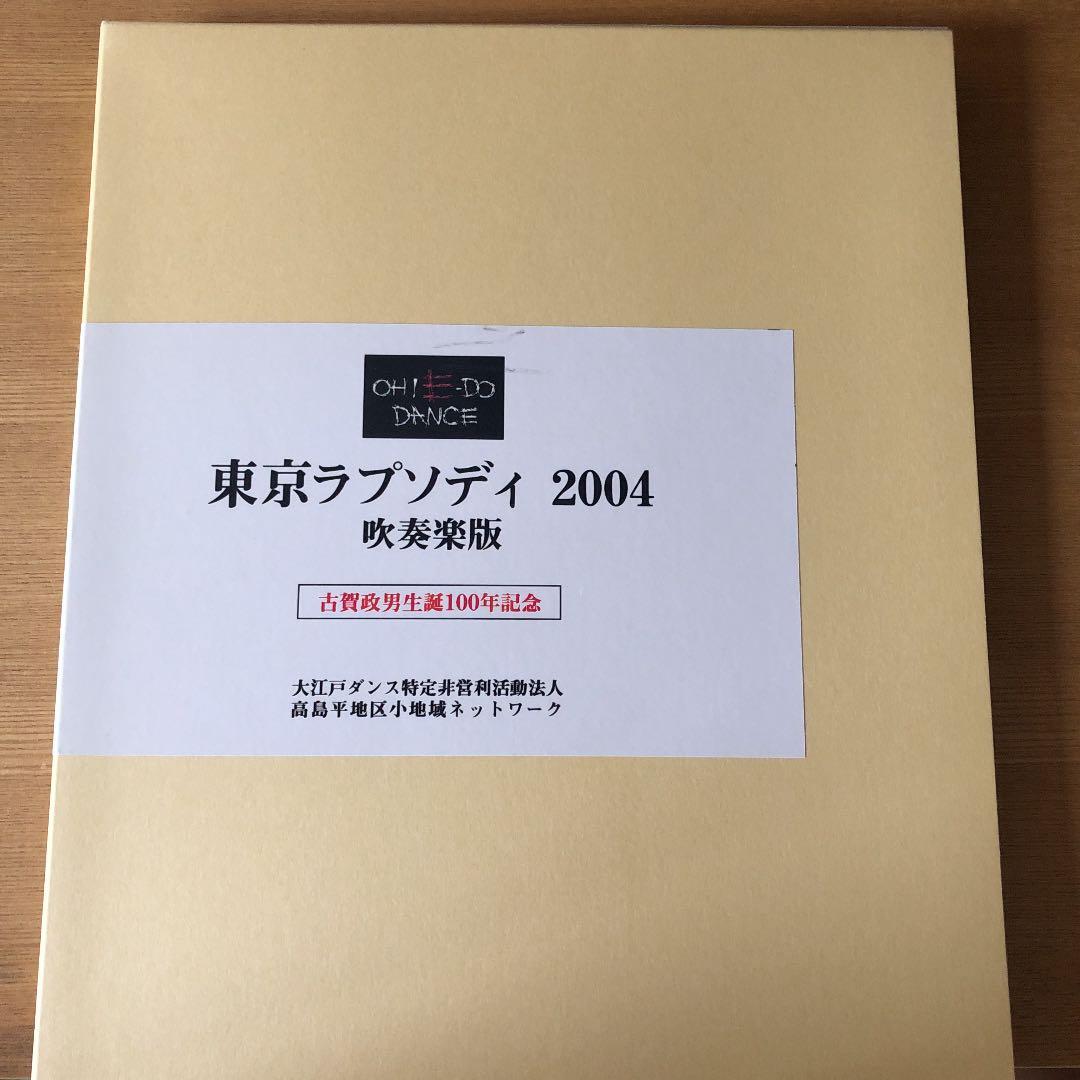 OH! E-DO
DANCE
東京ラプソディ 2004
吹奏楽版
古賀政男生誕100年記念
大江戸ダンス特定非営利活動法人
高島平地区小地域ネットワーク